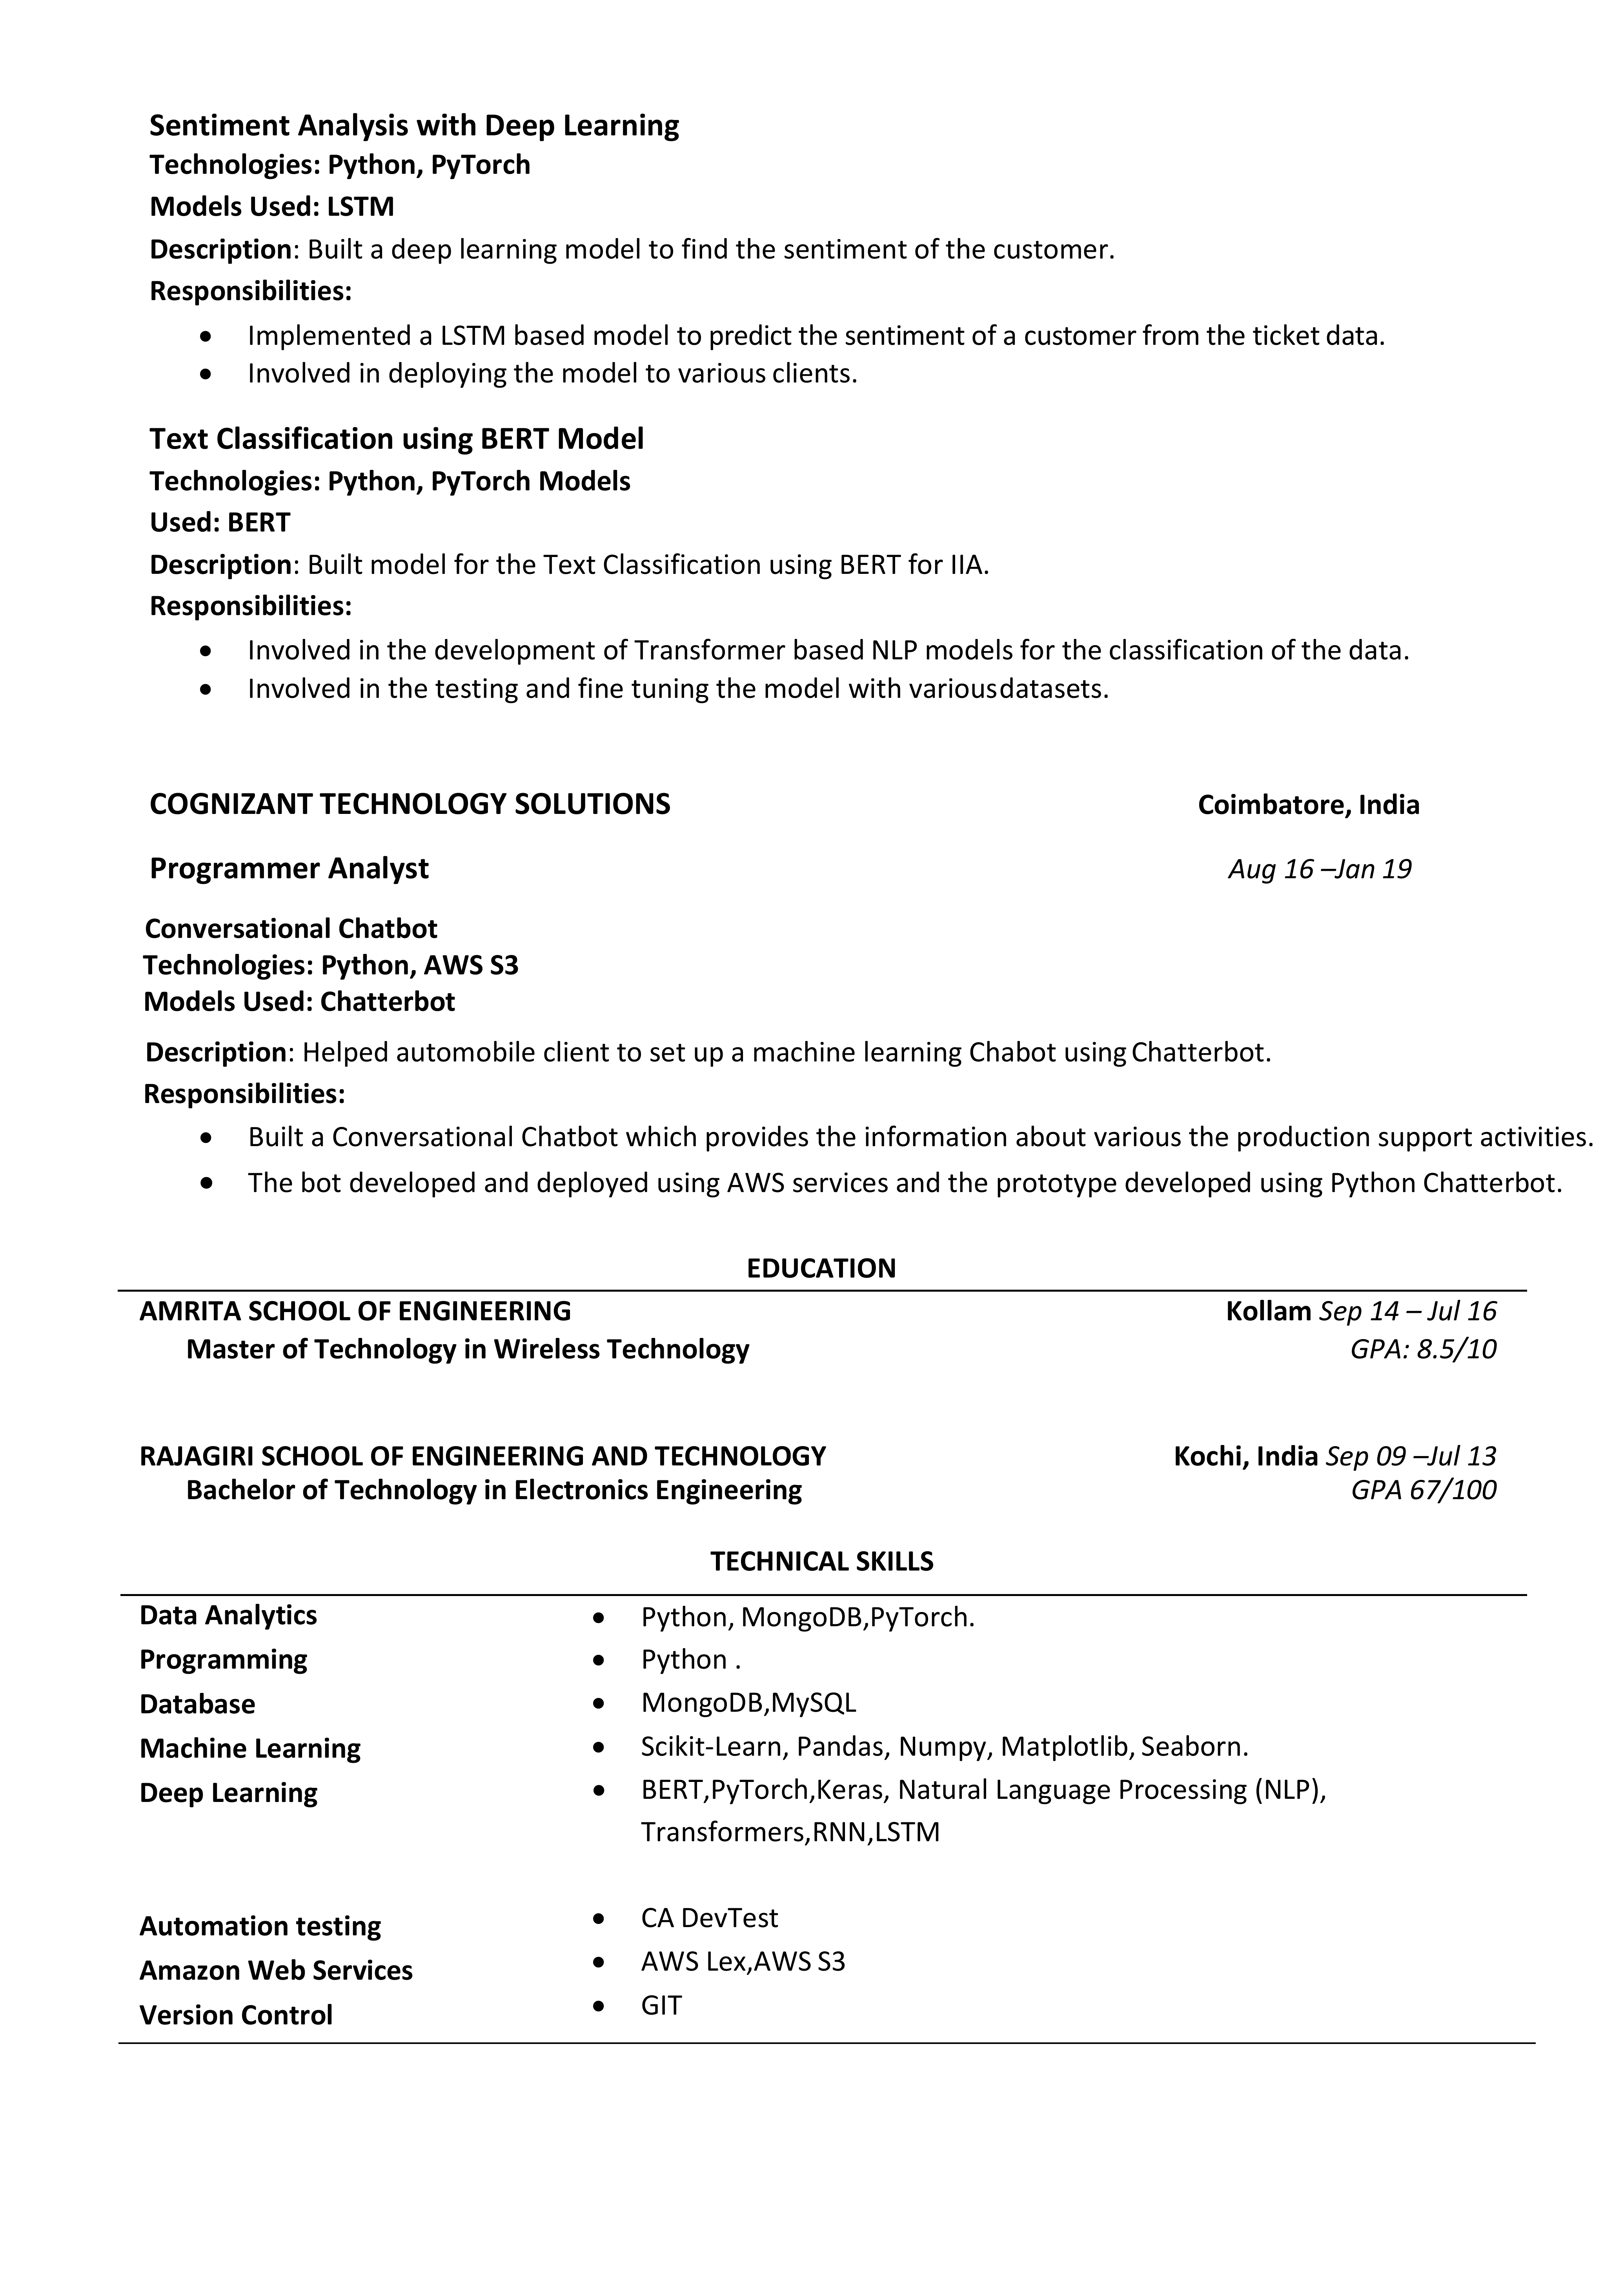 Sentiment Analysis with Deep Learning
Technologies: Python, PyTorch
Models Used: LSTM
Description: Built a deep learning model to find the sentiment of the customer.
Responsibilities:
• Implemented a LSTM based model to predict the sentiment of a customer from the ticket data.
• Involved in deploying the model to various clients.
Text Classification using BERT Model
Technologies: Python, PyTorch Models
Used: BERT
Description: Built model for the Text Classification using BERT for IIA.
Responsibilities:
• Involved in the development of Transformer based NLP models for the classification of the data.
• Involved in the testing and fine tuning the model with variousdatasets.
COGNIZANT TECHNOLOGY SOLUTIONS Coimbatore, India
Programmer Analyst Aug 16 –Jan 19
Conversational Chatbot
Technologies: Python, AWS S3
Models Used: Chatterbot
Description: Helped automobile client to set up a machine learning Chabot using Chatterbot.
Responsibilities:
• Built a Conversational Chatbot which provides the information about various the production support activities.
• The bot developed and deployed using AWS services and the prototype developed using Python Chatterbot.
EDUCATION
AMRITA SCHOOL OF ENGINEERING Kollam Sep 14 – Jul 16
Master of Technology in Wireless Technology GPA: 8.5/10
RAJAGIRI SCHOOL OF ENGINEERING AND TECHNOLOGY Kochi, India Sep 09 –Jul 13
Bachelor of Technology in Electronics Engineering GPA 67/100
TECHNICAL SKILLS
Data Analytics • Python, MongoDB,PyTorch.
Programming • Python .
Database • MongoDB,MySQL
Machine Learning • Scikit-Learn, Pandas, Numpy, Matplotlib, Seaborn.
Deep Learning • BERT,PyTorch,Keras, Natural Language Processing (NLP),
Transformers,RNN,LSTM
Automation testing • CA DevTest
Amazon Web Services • AWS Lex,AWS S3
Version Control • GIT